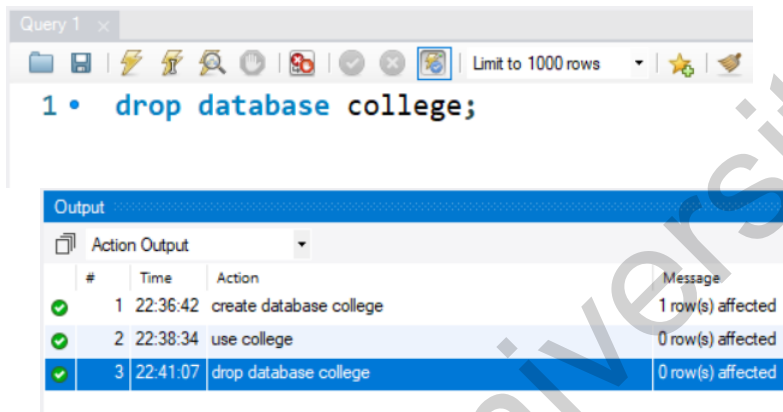 Query 1
Limit to 1000 rows
1 drop database college;
Output
Action Output
# Time Action Message
1 22:36:42 create database college 1 row(s) affected
2 22:38:34 use college 0 row(s) affected
3 22:41:07 drop database college 0 row(s) affected